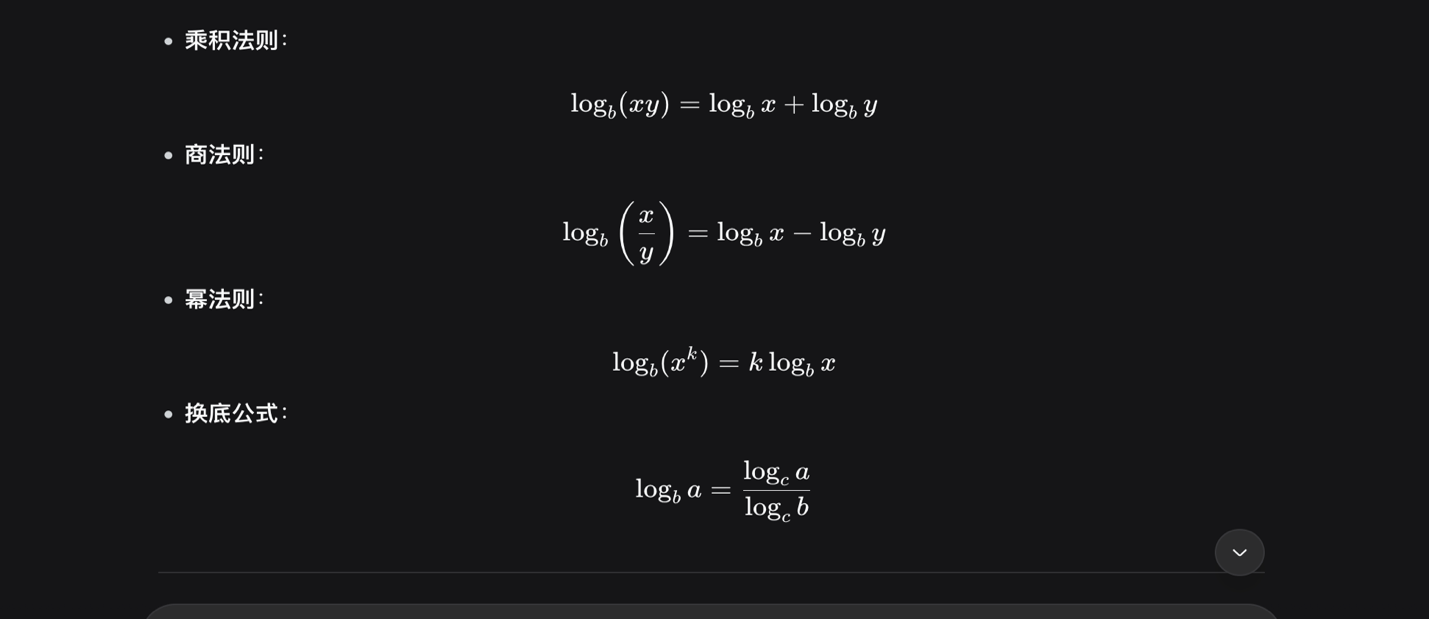 • 乘积法则：
log_b(xy) = log_b x + log_b y
• 商法则：
log_b (x/y) = log_b x − log_b y
• 幂法则：
log_b(x^k) = k log_b x
• 换底公式：
log_b a = log_c a / log_c b